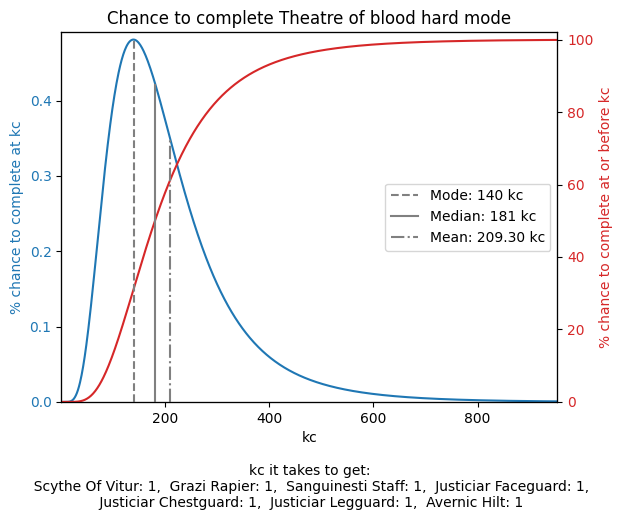 Chance to complete Theatre of blood hard mode
% chance to complete at kc
0.4
0.3
0.2
0.1
0.0
100
80
60
40
20
0
% chance to complete at or before kc
Mode: 140 kc
Median: 181 kc
Mean: 209.30 kc
200 400 600 800
kc
kc it takes to get:
Scythe Of Vitur: 1, Grazi Rapier: 1, Sanguinesti Staff: 1, Justiciar Faceguard: 1,
Justiciar Chestguard: 1, Justiciar Legguard: 1, Avernic Hilt: 1